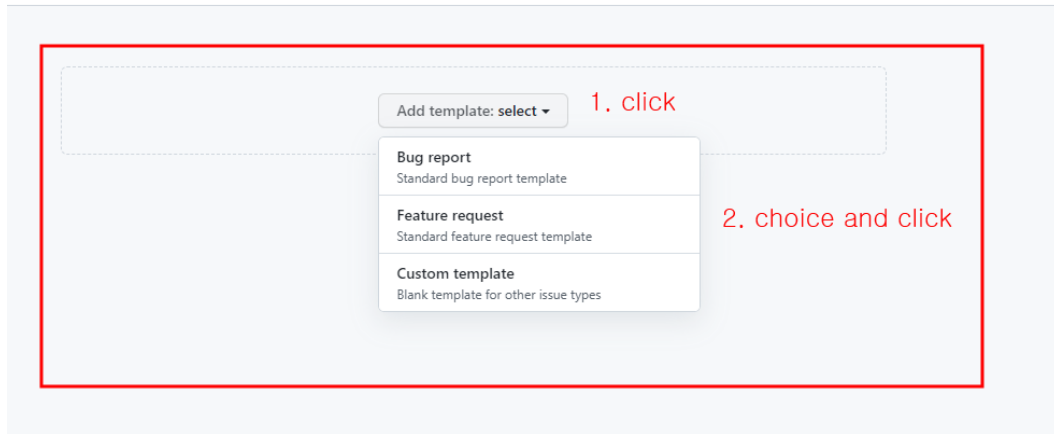 Add template: select
1. click
Bug report
Standard bug report template
Feature request
Standard feature request template
2. choice and click
Custom template
Blank template for other issue types